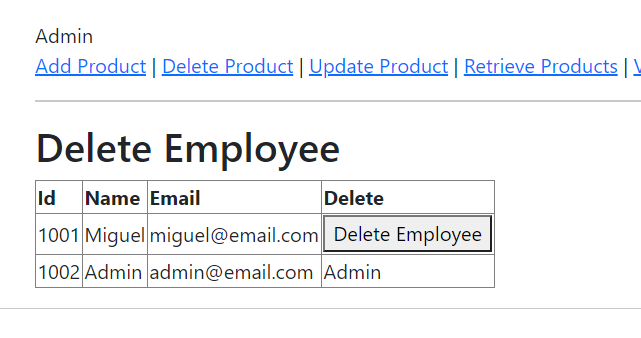 Admin
Add Product | Delete Product | Update Product | Retrieve Products | V
Delete Employee
Id Name Email Delete
1001 Miguel miguel@email.com Delete Employee
1002 Admin admin@email.com Admin